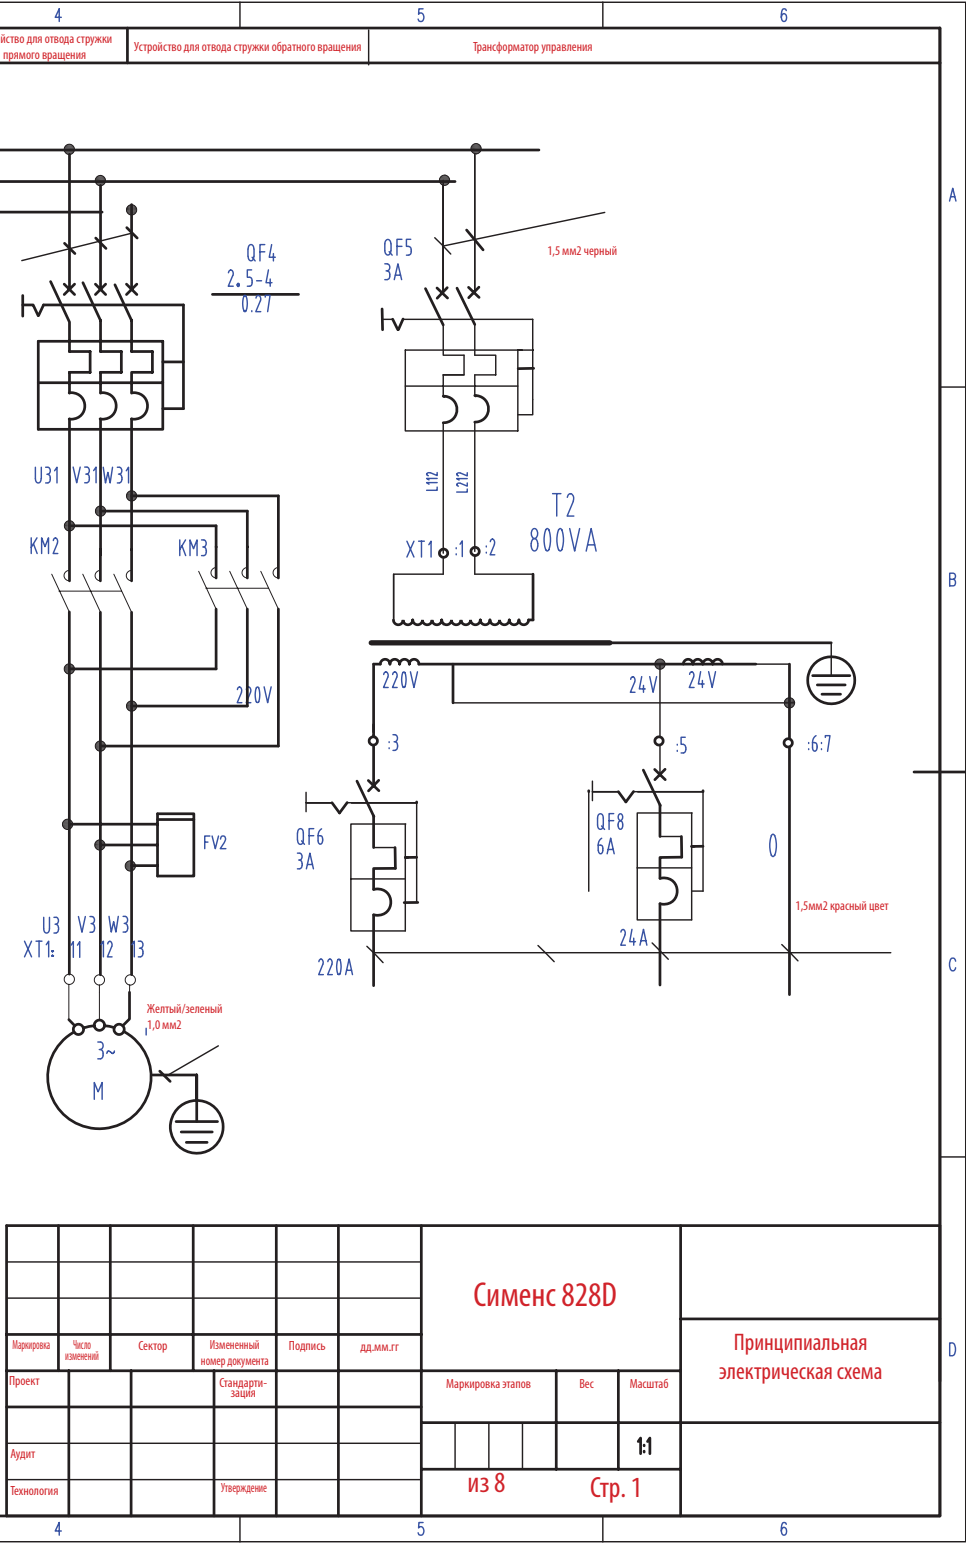 4
5
6
йство для отвода стружки
прямого вращения
Устройство для отвода стружки обратного вращения
Трансформатор управления
A
QF4
2.5-4
0.27
QF5
3A
1,5 мм2 черный
U31 V31 W31
L112
L212
T2
800VA
KM2
KM3
XT1 :1 :2
B
220V
220V
24V
24V
:3
:5
:6:7
QF6
3A
QF8
6A
0
FV2
1,5мм2 красный цвет
U3 V3 W3
XT1: 11 12 13
24A
220A
C
Желтый/зеленый
1,0 мм2
3~
M
Сименс 828D
Принципиальная
электрическая схема
D
Маркировка
Число
изменений
Сектор
Измененный
номер документа
Подпись
дд.мм.гг
Проект
Стандарти-
зация
Маркировка этапов
Вес
Масштаб
Аудит
1:1
Технология
Утверждение
из 8
Стр. 1
4
5
6